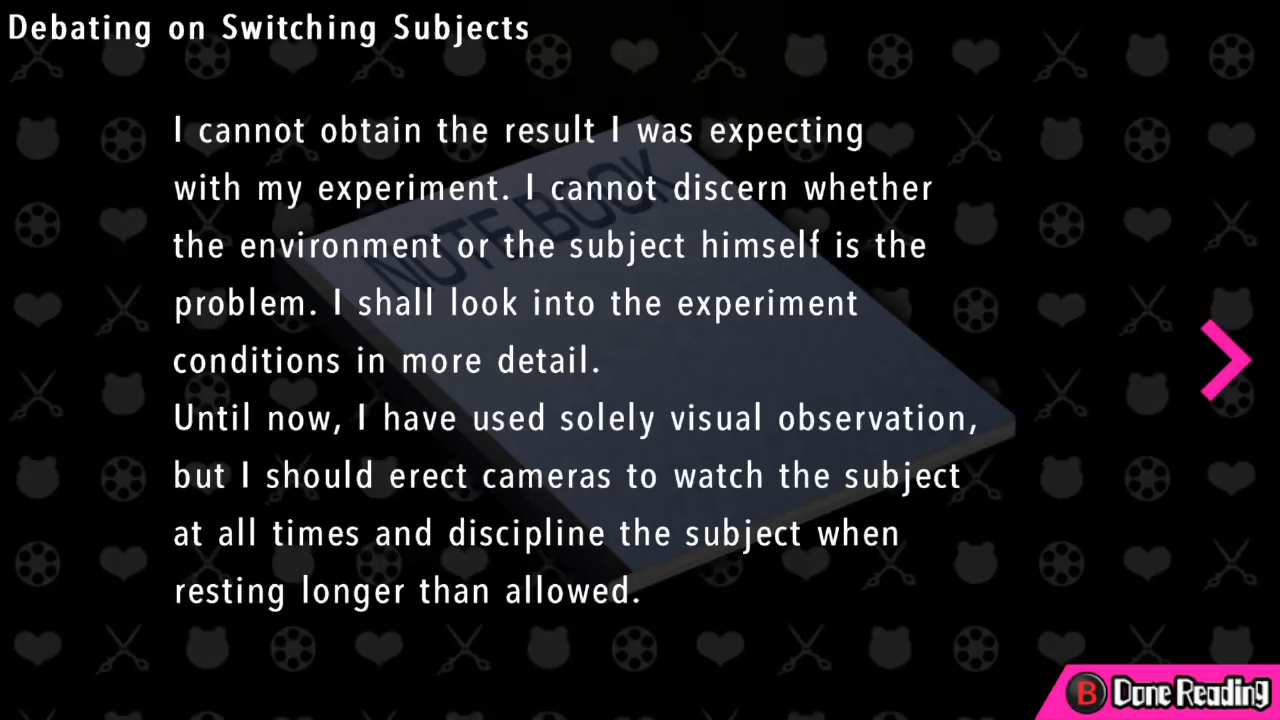 Debating on Switching Subjects
NOTE BOOK
I cannot obtain the result I was expecting
with my experiment. I cannot discern whether
the environment or the subject himself is the
problem. I shall look into the experiment
conditions in more detail.
Until now, I have used solely visual observation,
but I should erect cameras to watch the subject
at all times and discipline the subject when
resting longer than allowed.
B Done Reading